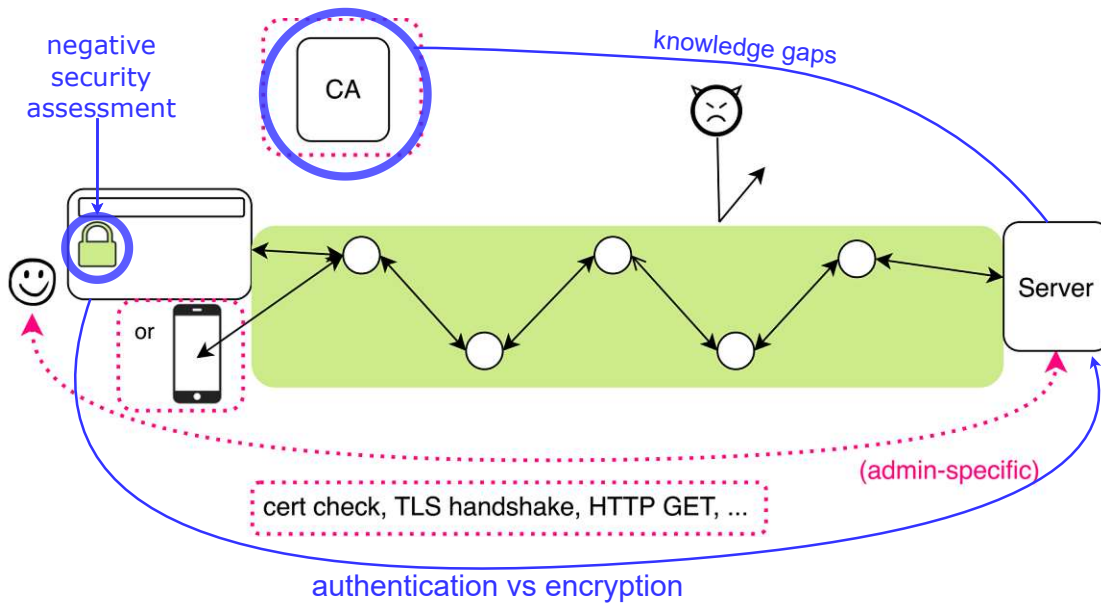 negative
security
assessment
CA
knowledge gaps
or
Server
(admin-specific)
cert check, TLS handshake, HTTP GET, ...
authentication vs encryption